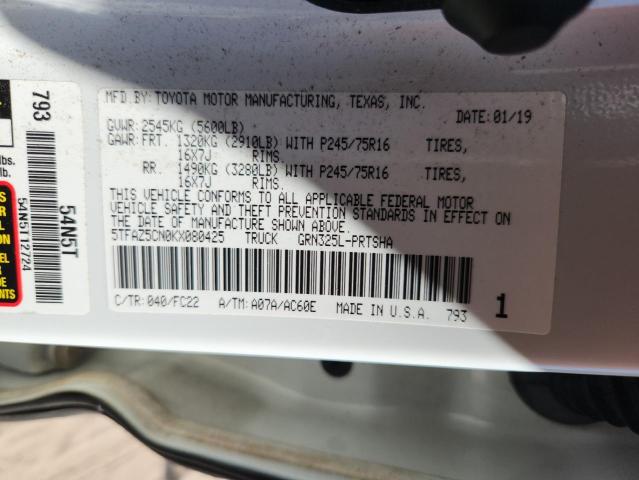 MFD.BY:TOYOTA MOTOR MANUFACTURING, TEXAS, INC.
DATE:01/19
GVWR:2545KG (5600LB)
GAWR:FRT. 1320KG (2910LB) WITH P245/75R16 TIRES,
16X7J RIMS.
RR. 1490KG (3280LB) WITH P245/75R16 TIRES,
16X7J RIMS.
THIS VEHICLE CONFORMS TO ALL APPLICABLE FEDERAL MOTOR
VEHICLE SAFETY AND THEFT PREVENTION STANDARDS IN EFFECT ON
THE DATE OF MANUFACTURE SHOWN ABOVE.
5TFAZ5CN0KX080425 TRUCK GRN325L-PRTSHA
C/TR:040/FC22 A/TM:A07A/AC60E MADE IN U.S.A. 793
1
793
54N5T
54N5T12724
lbs.
lb.